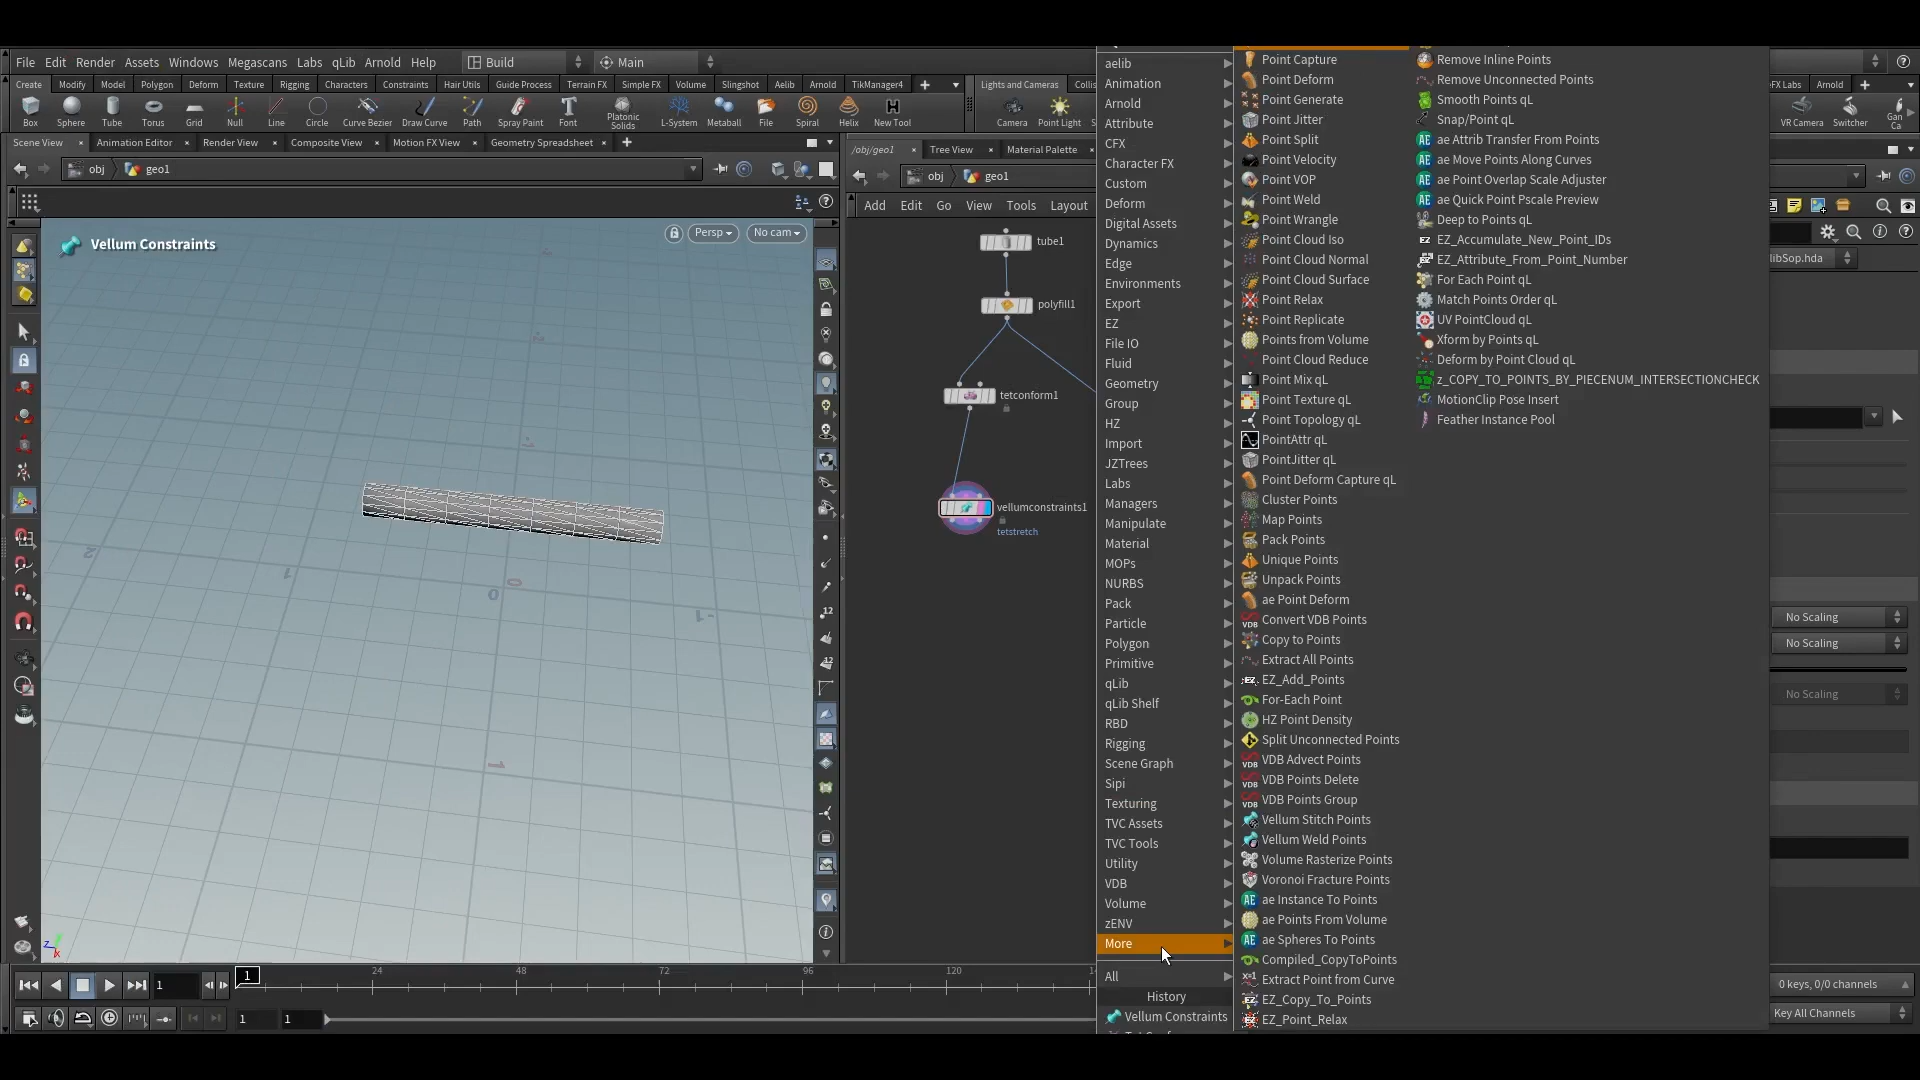 File Edit Render Assets Windows Megascans Labs qLib Arnold Help Build Main
Create Modify Model Polygon Deform Texture Rigging Characters Constraints Hair Utils Guide Process Terrain FX Simple FX Volume Slingshot Aelib Arnold TikManager4
Lights and Cameras
Arnold
Box Sphere Tube Torus Grid Null Line Circle Curve Bezier Draw Curve Path Spray Paint Font Platonic Solids L-System Metaball File Spiral Helix New Tool
Camera Point Light
VR Camera Switcher
Scene View Animation Editor Render View Composite View Motion FX View Geometry Spreadsheet
/obj/geo1 Tree View Material Palette
obj geo1
obj geo1
Add Edit Go View Tools Layout
Vellum Constraints
Persp No cam
tube1
polyfill1
tetconform1
vellumconstraints1
tetstretch
aelib
Animation
Arnold
Attribute
CFX
Character FX
Custom
Deform
Digital Assets
Dynamics
Edge
Environments
Export
EZ
File IO
Fluid
Geometry
Group
HZ
Import
JZTrees
Labs
Managers
Manipulate
Material
MOPs
NURBS
Pack
Particle
Polygon
Primitive
qLib
qLib Shelf
RBD
Rigging
Scene Graph
Sipi
Texturing
TVC Assets
TVC Tools
Utility
VDB
Volume
zENV
More
All
History
Vellum Constraints
Point Capture
Point Deform
Point Generate
Point Jitter
Point Split
Point Velocity
Point VOP
Point Weld
Point Wrangle
Point Cloud Iso
Point Cloud Normal
Point Cloud Surface
Point Relax
Point Replicate
Points from Volume
Point Cloud Reduce
Point Mix qL
Point Texture qL
Point Topology qL
PointAttr qL
PointJitter qL
Point Deform Capture qL
Cluster Points
Map Points
Pack Points
Unique Points
Unpack Points
ae Point Deform
Convert VDB Points
Copy to Points
Extract All Points
EZ_Add_Points
For-Each Point
HZ Point Density
Split Unconnected Points
VDB Advect Points
VDB Points Delete
VDB Points Group
Vellum Stitch Points
Vellum Weld Points
Volume Rasterize Points
Voronoi Fracture Points
ae Instance To Points
ae Points From Volume
ae Spheres To Points
Compiled_CopyToPoints
Extract Point from Curve
EZ_Copy_To_Points
EZ_Point_Relax
Remove Inline Points
Remove Unconnected Points
Smooth Points qL
Snap/Point qL
ae Attrib Transfer From Points
ae Move Points Along Curves
ae Point Overlap Scale Adjuster
ae Quick Point Pscale Preview
Deep to Points qL
EZ_Accumulate_New_Point_IDs
EZ_Attribute_From_Point_Number
For Each Point qL
Match Points Order qL
UV PointCloud qL
Xform by Points qL
Deform by Point Cloud qL
z_COPY_TO_POINTS_BY_PIECENUM_INTERSECTIONCHECK
MotionClip Pose Insert
Feather Instance Pool
No Scaling
No Scaling
No Scaling
1 1 24 48 72 96 120
1 1
0 keys, 0/0 channels
Key All Channels